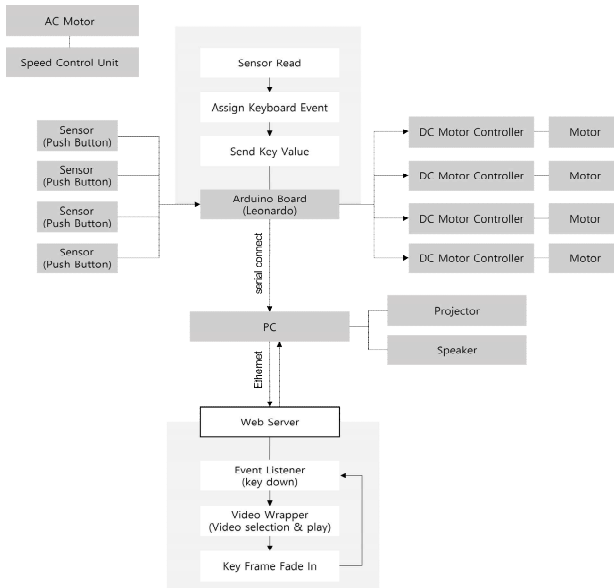 AC Motor
Speed Control Unit
Sensor Read
Assign Keyboard Event
Send Key Value
Arduino Board
(Leonardo)
Sensor
(Push Button)
Sensor
(Push Button)
Sensor
(Push Button)
Sensor
(Push Button)
DC Motor Controller
Motor
DC Motor Controller
Motor
DC Motor Controller
Motor
DC Motor Controller
Motor
serial connect
PC
Projector
Speaker
Ethernet
Web Server
Event Listener
(key down)
Video Wrapper
(Video selection & play)
Key Frame Fade In